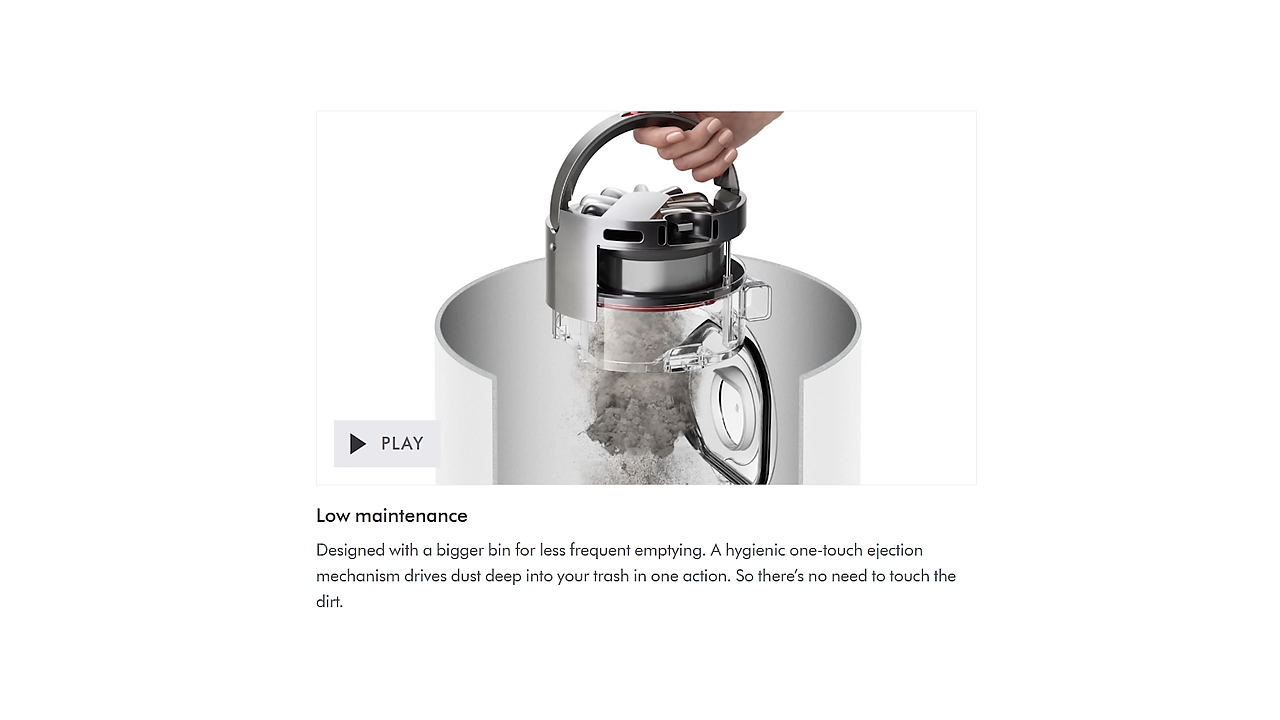 PLAY
Low maintenance
Designed with a bigger bin for less frequent emptying. A hygienic one-touch ejection
mechanism drives dust deep into your trash in one action. So there's no need to touch the
dirt.